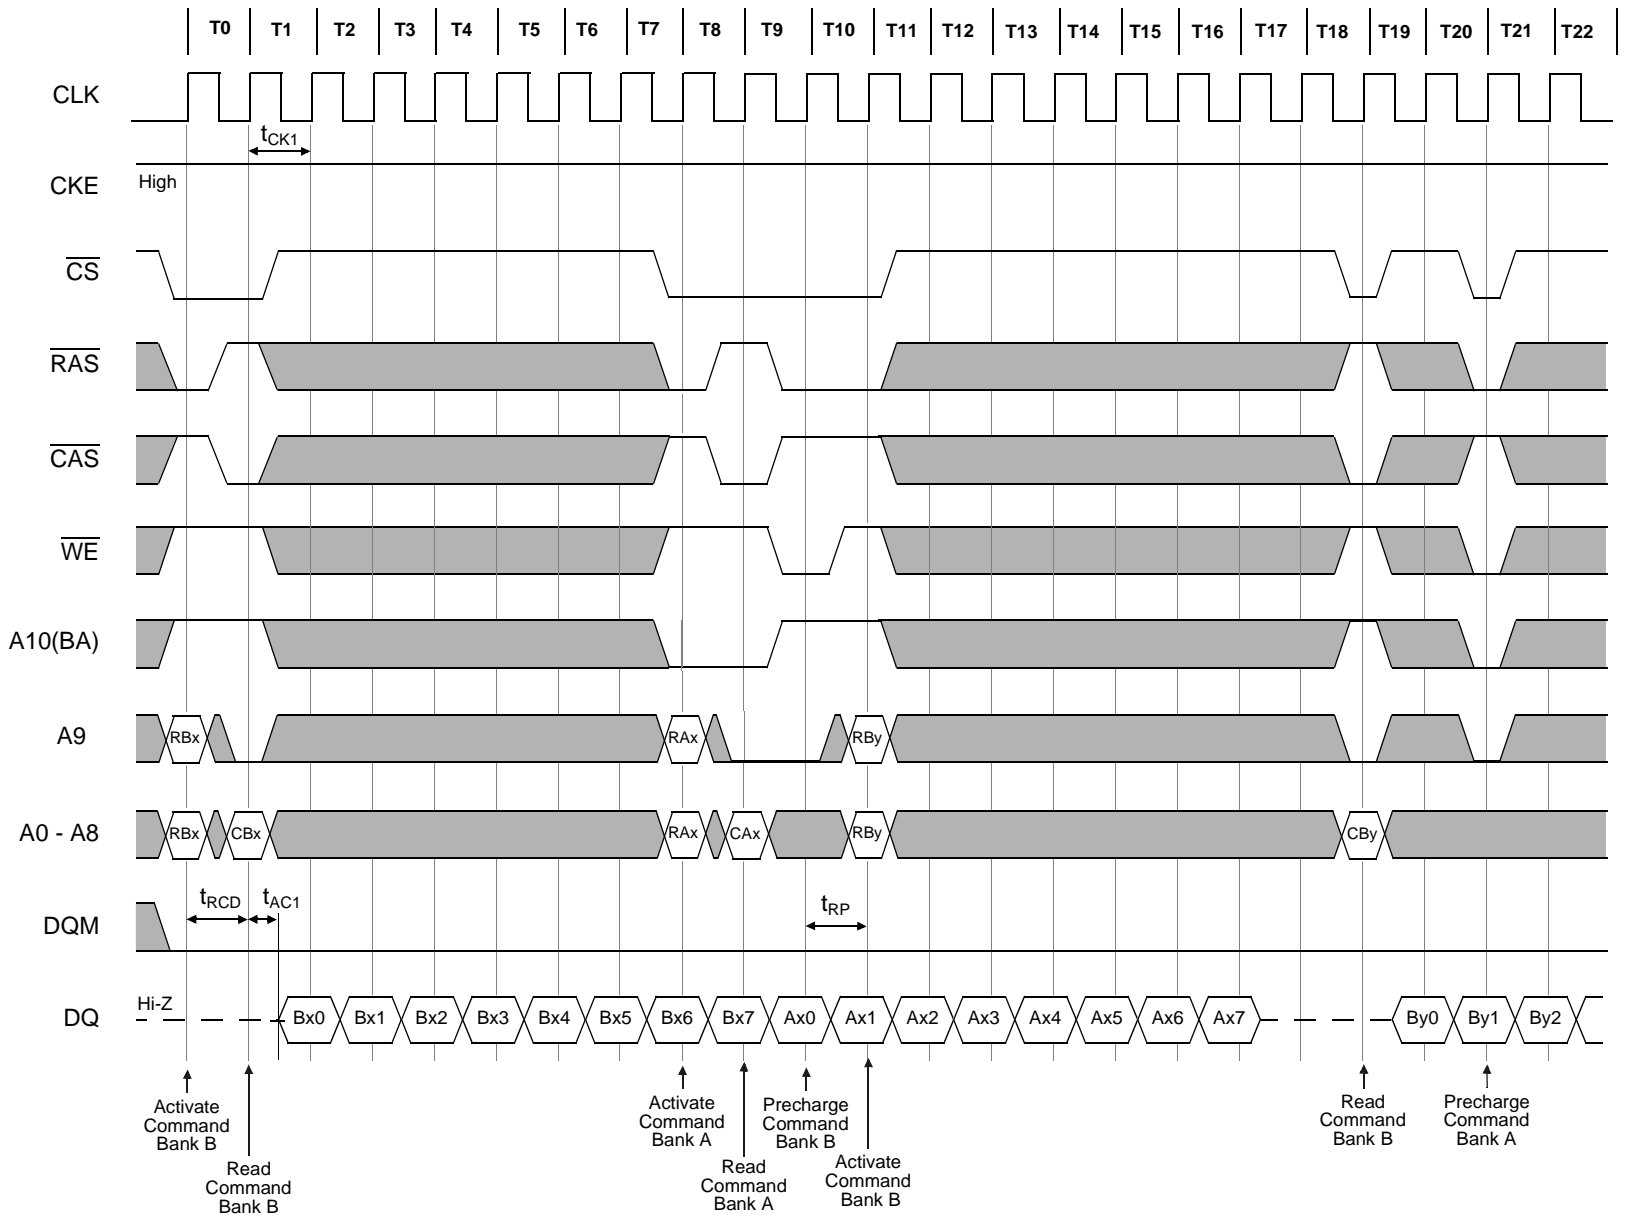 T0 T1 T2 T3 T4 T5 T6 T7 T8 T9 T10 T11 T12 T13 T14 T15 T16 T17 T18 T19 T20 T21 T22
CLK
tCK1
CKE
High
CS
RAS
CAS
WE
A10(BA)
A9
RBx RAx RBy
A0 - A8
RBx CBx RAx CAx RBy CBy
tRCD tAC1 tRP
DQM
Hi-Z
DQ
Bx0 Bx1 Bx2 Bx3 Bx4 Bx5 Bx6 Bx7 Ax0 Ax1 Ax2 Ax3 Ax4 Ax5 Ax6 Ax7 By0 By1 By2
Activate
Command
Bank B
Read
Command
Bank B
Activate
Command
Bank A
Read
Command
Bank A
Precharge
Command
Bank B
Activate
Command
Bank B
Read
Command
Bank B
Precharge
Command
Bank A